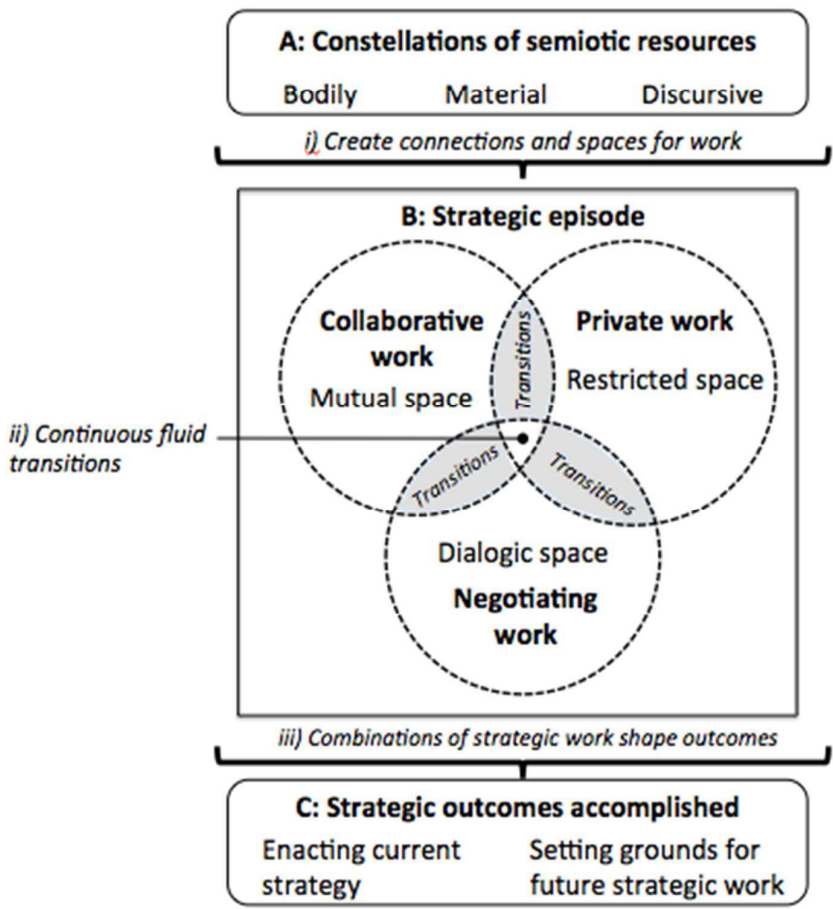 A: Constellations of semiotic resources
Bodily Material Discursive
i) Create connections and spaces for work
B: Strategic episode
Collaborative
work
Mutual space
Transitions
Private work
Restricted space
ii) Continuous fluid
transitions
Transitions
Transitions
Dialogic space
Negotiating
work
iii) Combinations of strategic work shape outcomes
C: Strategic outcomes accomplished
Enacting current
strategy
Setting grounds for
future strategic work